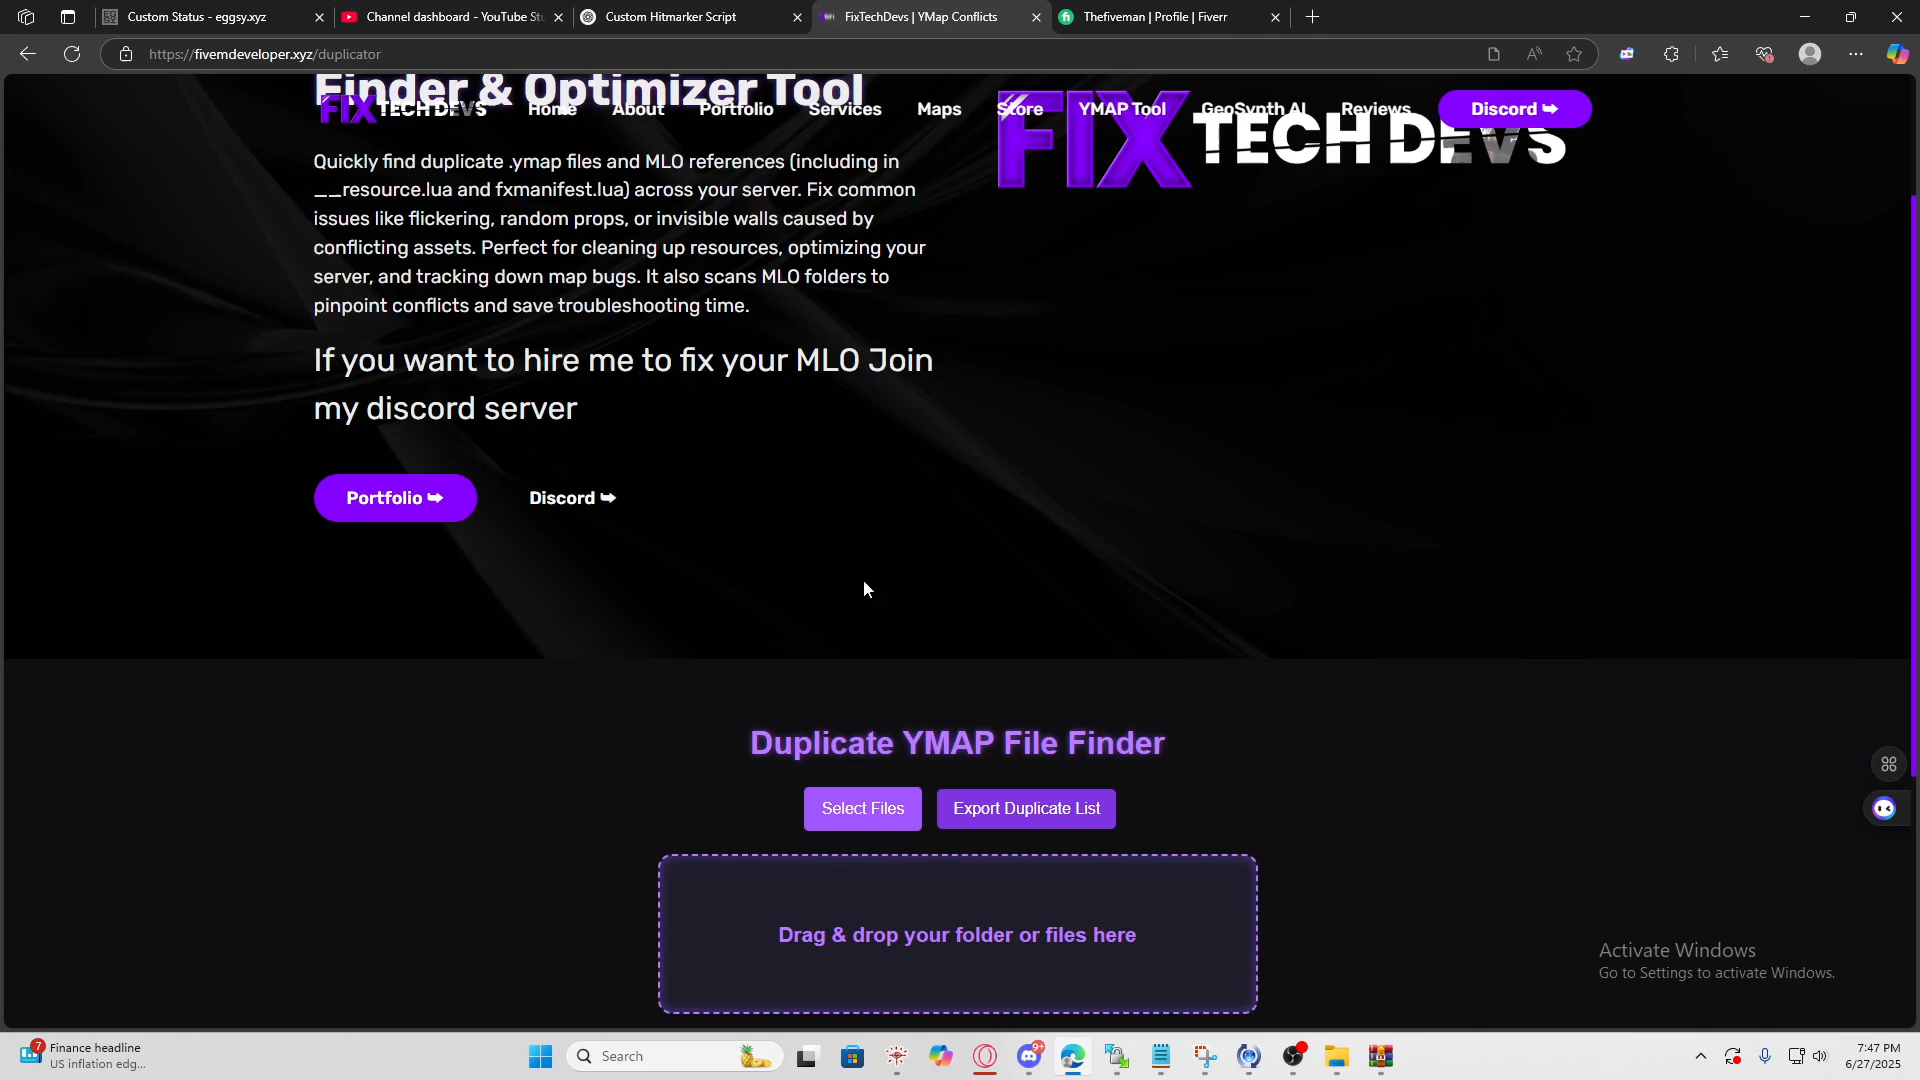 Custom Status - eggsy.xyz
Channel dashboard - YouTube St
Custom Hitmarker Script
FixTechDevs | YMap Conflicts
Thefiveman | Profile | Fiverr
https://fivemdeveloper.xyz/duplicator
Finder & Optimizer Tool
FIX TECH DEVS
Home
About
Portfolio
Services
Maps
Store
YMAP Tool
GeoSynth AI
Reviews
Discord ➥
FIX TECH DEVS
Quickly find duplicate .ymap files and MLO references (including in
__resource.lua and fxmanifest.lua) across your server. Fix common
issues like flickering, random props, or invisible walls caused by
conflicting assets. Perfect for cleaning up resources, optimizing your
server, and tracking down map bugs. It also scans MLO folders to
pinpoint conflicts and save troubleshooting time.
If you want to hire me to fix your MLO Join
my discord server
Portfolio ➥
Discord ➥
Duplicate YMAP File Finder
Select Files
Export Duplicate List
Drag & drop your folder or files here
Activate Windows
Go to Settings to activate Windows.
7
Finance headline
US inflation edg...
Search
9+
7:47 PM
6/27/2025